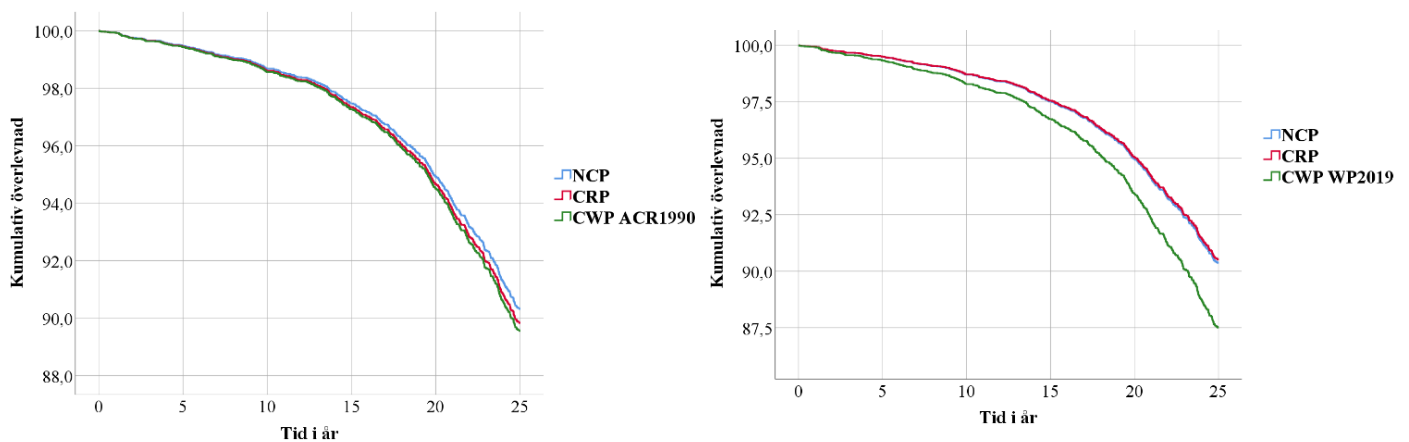 100,0
98,0
96,0
94,0
92,0
90,0
88,0
Kumulativ överlevnad
0 5 10 15 20 25
Tid i år
NCP
CRP
CWP ACR1990
100,0
97,5
95,0
92,5
90,0
87,5
Kumulativ överlevnad
0 5 10 15 20 25
Tid i år
NCP
CRP
CWP WP2019